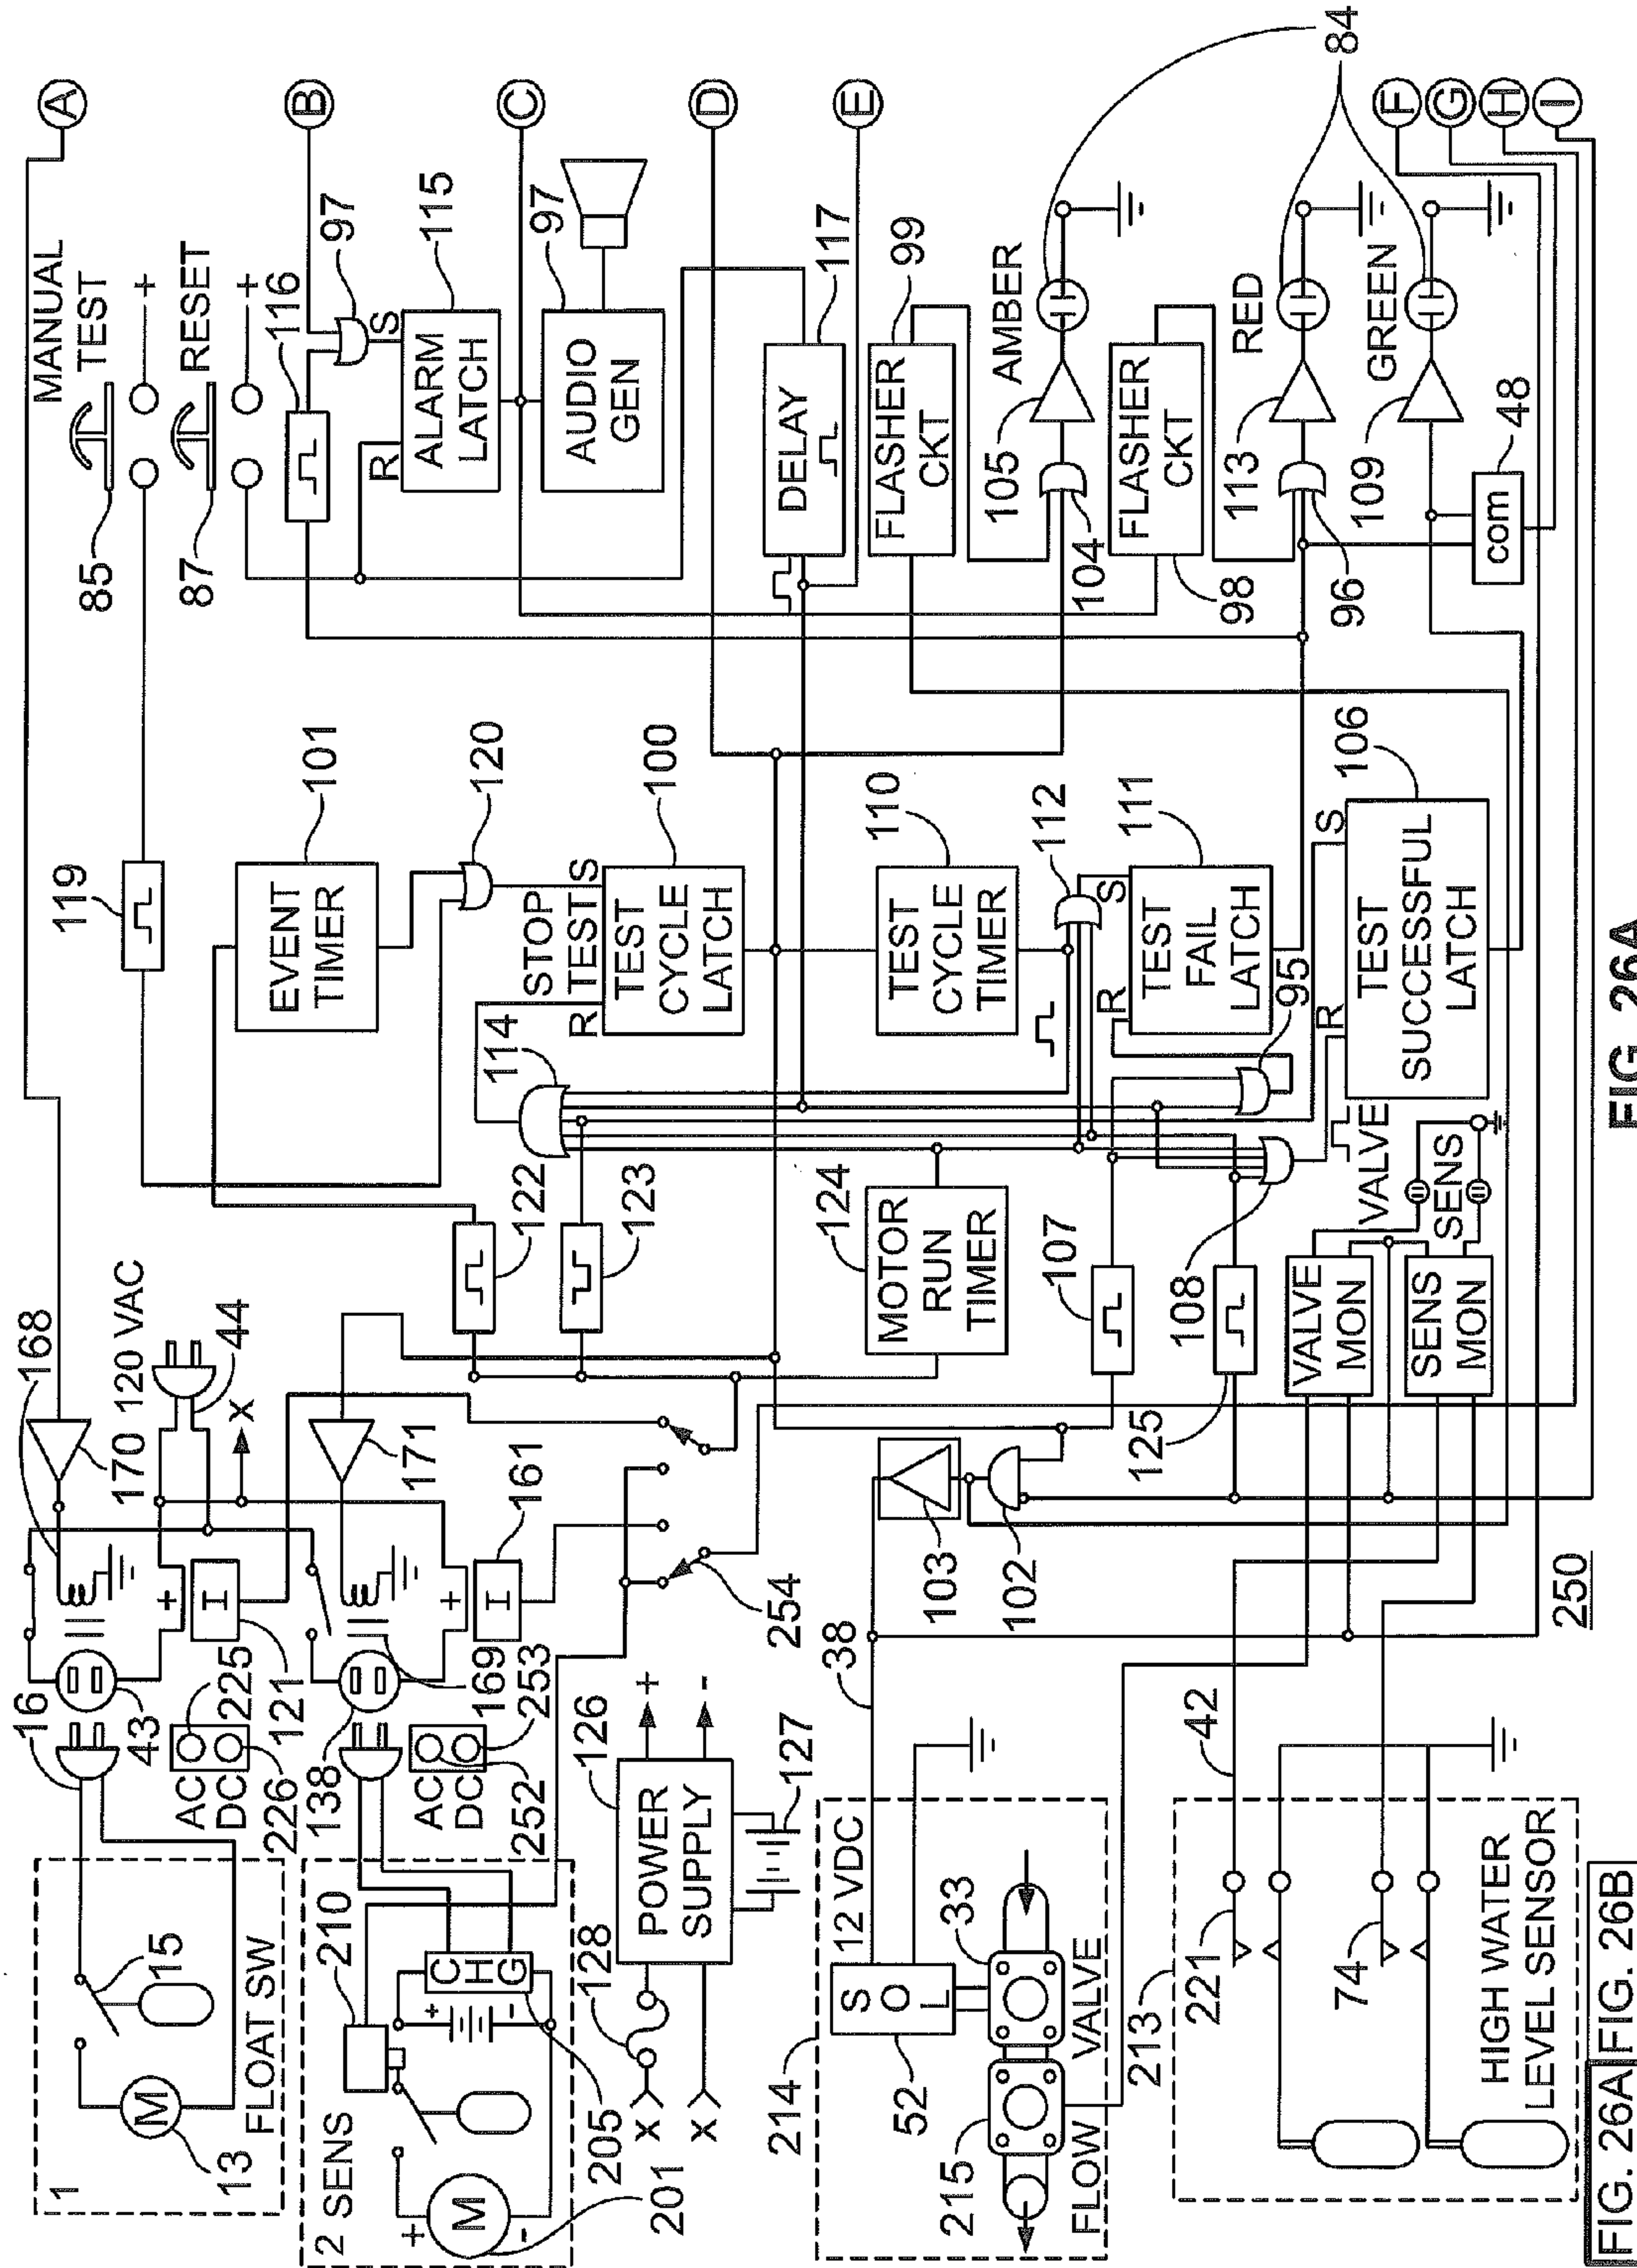 MANUAL
A
TEST
+
85
RESET
+
87
116
B
97
S
R
ALARM
LATCH
115
C
AUDIO
GEN
97
D
DELAY
117
E
FLASHER
CKT
99
AMBER
105
104
84
FLASHER
CKT
98
RED
113
96
GREEN
109
com
48
F
G
H
I
119
EVENT
TIMER
101
120
STOP
TEST
S
R
TEST
CYCLE
LATCH
100
114
TEST
CYCLE
TIMER
110
112
S
R
TEST
FAIL
LATCH
111
95
S
R
TEST
SUCCESSFUL
LATCH
106
122
123
124
MOTOR
RUN
TIMER
107
108
125
VALVE
MON
VALVE
SENS
MON
SENS
168
170
120 VAC
44
X
171
161
+
I
121
+
I
254
103
102
1
13
M
15
FLOAT SW
16
43
AC
DC
225
226
138
169
AC
DC
252
253
2 SENS
210
+
M
-
201
+
-
CHG
205
X
X
128
POWER
SUPPLY
126
+
-
127
214
12 VDC
SOL
52
38
33
215
FLOW VALVE
213
221
42
74
HIGH WATER
LEVEL SENSOR
250
FIG. 26A
FIG. 26A
FIG. 26B